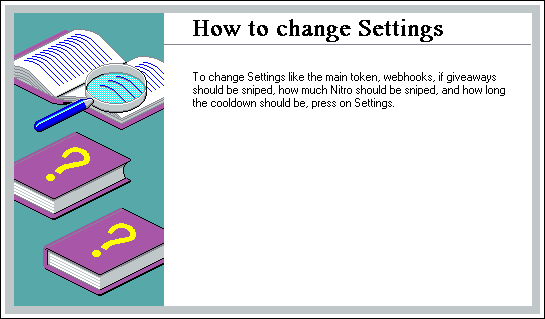 How to change Settings
To change Settings like the main token, webhooks, if giveaways
should be sniped, how much Nitro should be sniped, and how long
the cooldown should be, press on Settings.
?
?